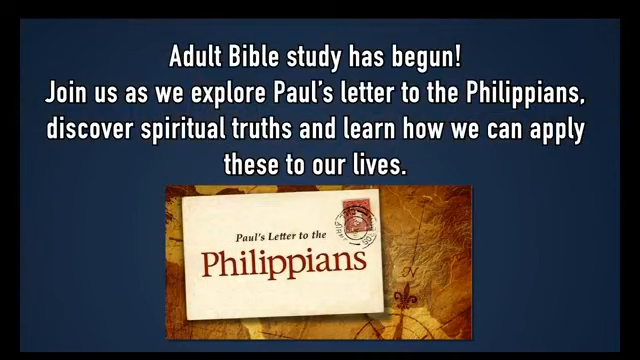 Adult Bible study has begun!
Join us as we explore Paul's letter to the Philippians,
discover spiritual truths and learn how we can apply
these to our lives.
Paul's Letter to the
Philippians
N